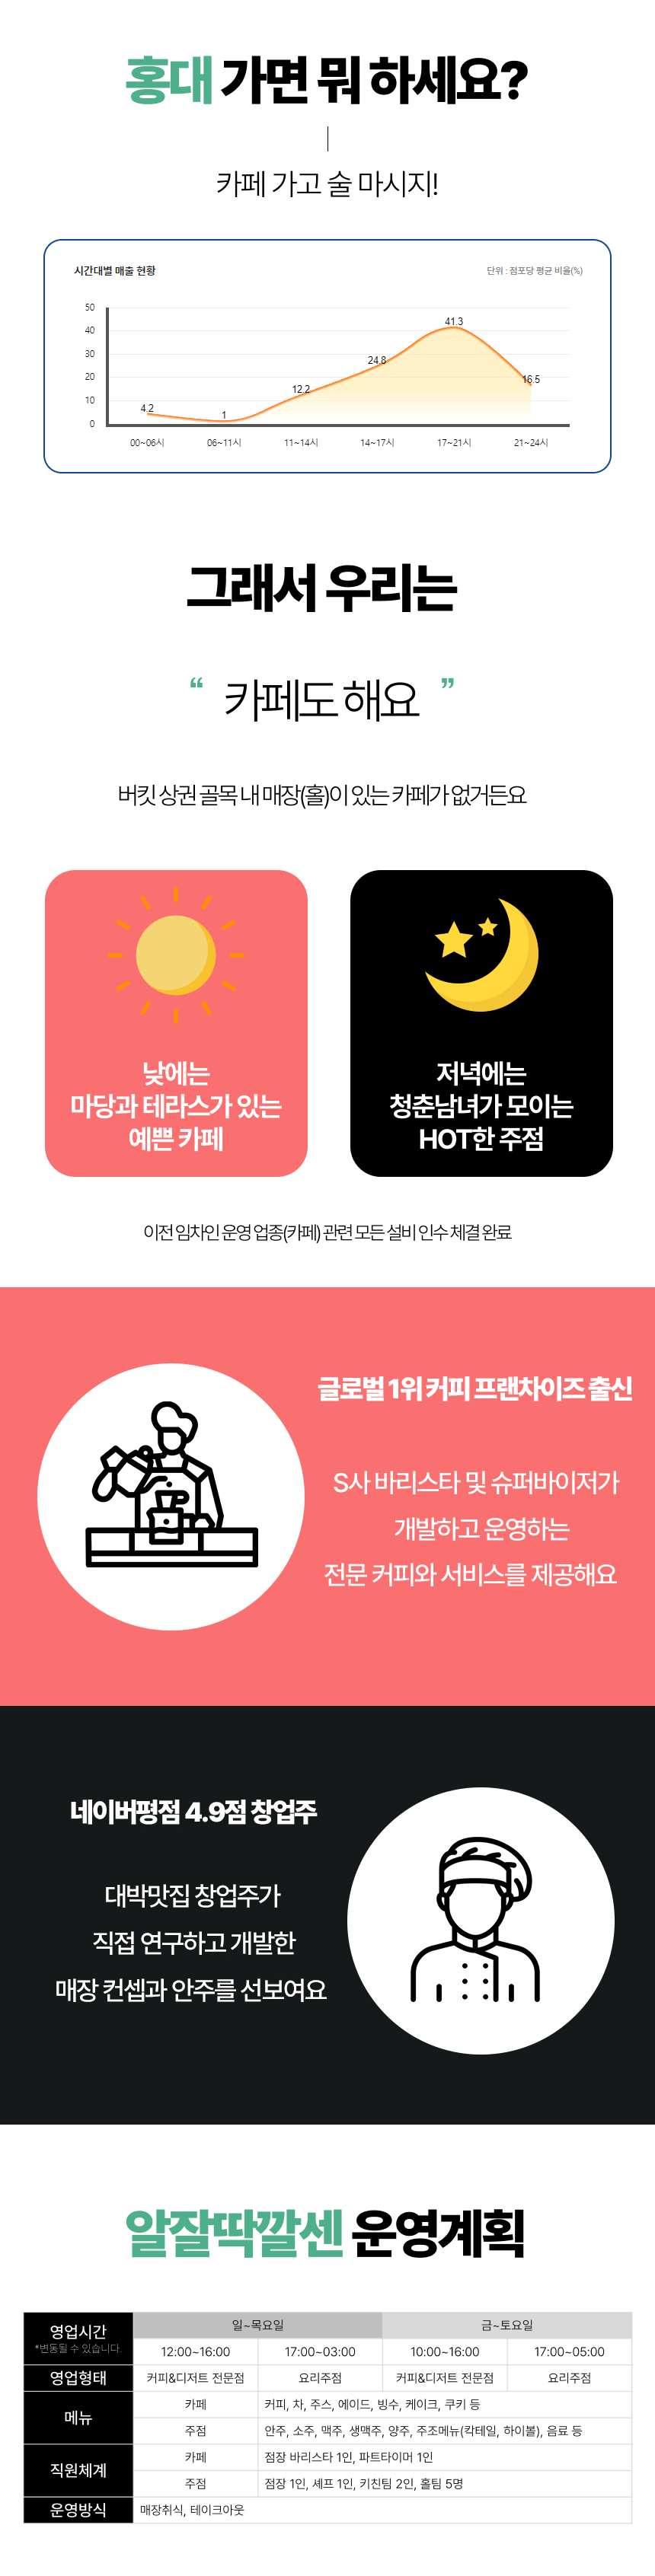 홍대 가면 뭐 하세요?
카페 가고 술 마시지!
시간대별 매출 현황
단위 : 점포당 평균 비율(%)
50
40
30
20
10
0
4.2
1
12.2
24.8
41.3
16.5
00~06시
06~11시
11~14시
14~17시
17~21시
21~24시
그래서 우리는
“ 카페도 해요 ”
버킷 상권 골목 내 매장(홀)이 있는 카페가 없거든요
낮에는
마당과 테라스가 있는
예쁜 카페
저녁에는
청춘남녀가 모이는
HOT한 주점
이전 임차인 운영 업종(카페) 관련 모든 설비 인수 체결 완료
글로벌 1위 커피 프랜차이즈 출신
S사 바리스타 및 슈퍼바이저가
개발하고 운영하는
전문 커피와 서비스를 제공해요
네이버평점 4.9점 창업주
대박맛집 창업주가
직접 연구하고 개발한
매장 컨셉과 안주를 선보여요
알잘딱깔센 운영계획
영업시간
*변동될 수 있습니다.
일~목요일
금~토요일
12:00~16:00
17:00~03:00
10:00~16:00
17:00~05:00
영업형태
커피&디저트 전문점
요리주점
커피&디저트 전문점
요리주점
메뉴
카페
커피, 차, 주스, 에이드, 빙수, 케이크, 쿠키 등
주점
안주, 소주, 맥주, 생맥주, 양주, 주조메뉴(칵테일, 하이볼), 음료 등
직원체계
카페
점장 바리스타 1인, 파트타이머 1인
주점
점장 1인, 셰프 1인, 키친팀 2인, 홀팀 5명
운영방식
매장취식, 테이크아웃